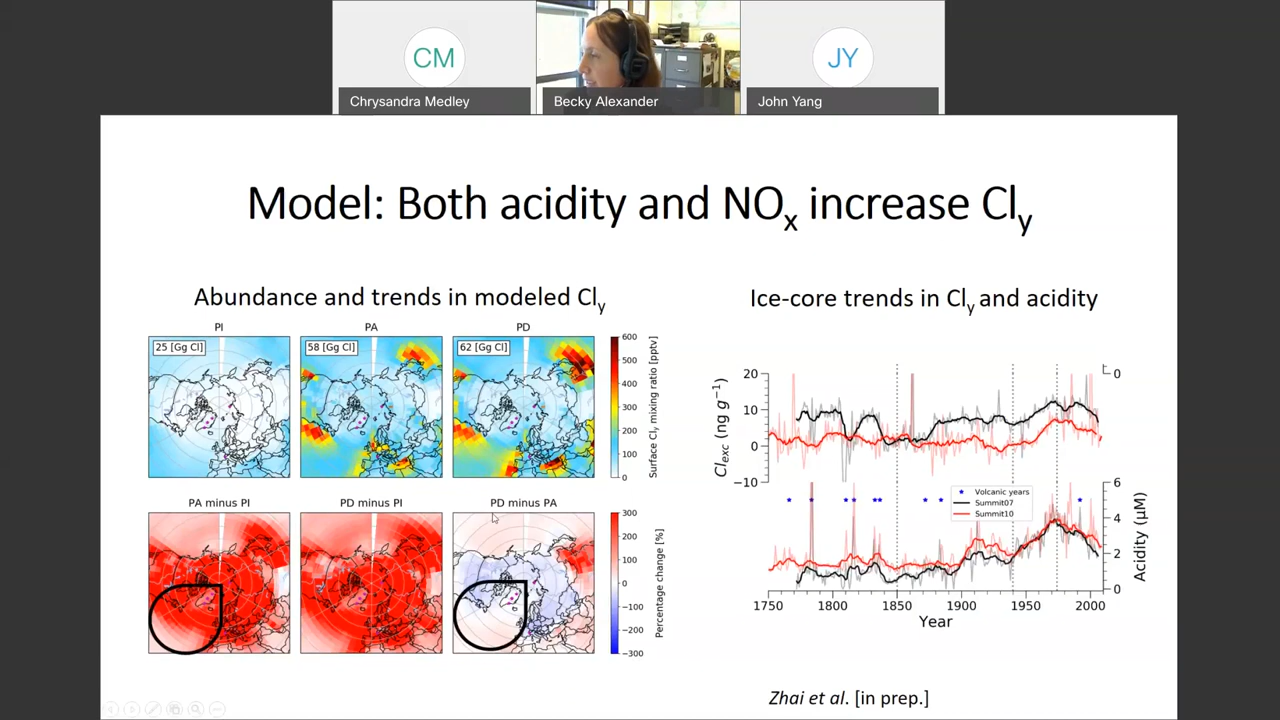 CM
JY
Chrysandra Medley
Becky Alexander
John Yang
Model: Both acidity and NOx increase Cly
Abundance and trends in modeled Cly
PI
PA
PD
25 [Gg Cl]
58 [Gg Cl]
62 [Gg Cl]
600
500
400
300
200
100
0
Surface Cly mixing ratio [pptv]
PA minus PI
PD minus PI
PD minus PA
300
200
100
0
−100
−200
−300
Percentage change [%]
Ice-core trends in Cly and acidity
20
10
0
−10
Clexc (ng g−1)
0
Volcanic years
Summit07
Summit10
6
4
2
0
Acidity (μM)
1750
1800
1850
1900
1950
2000
Year
Zhai et al. [in prep.]